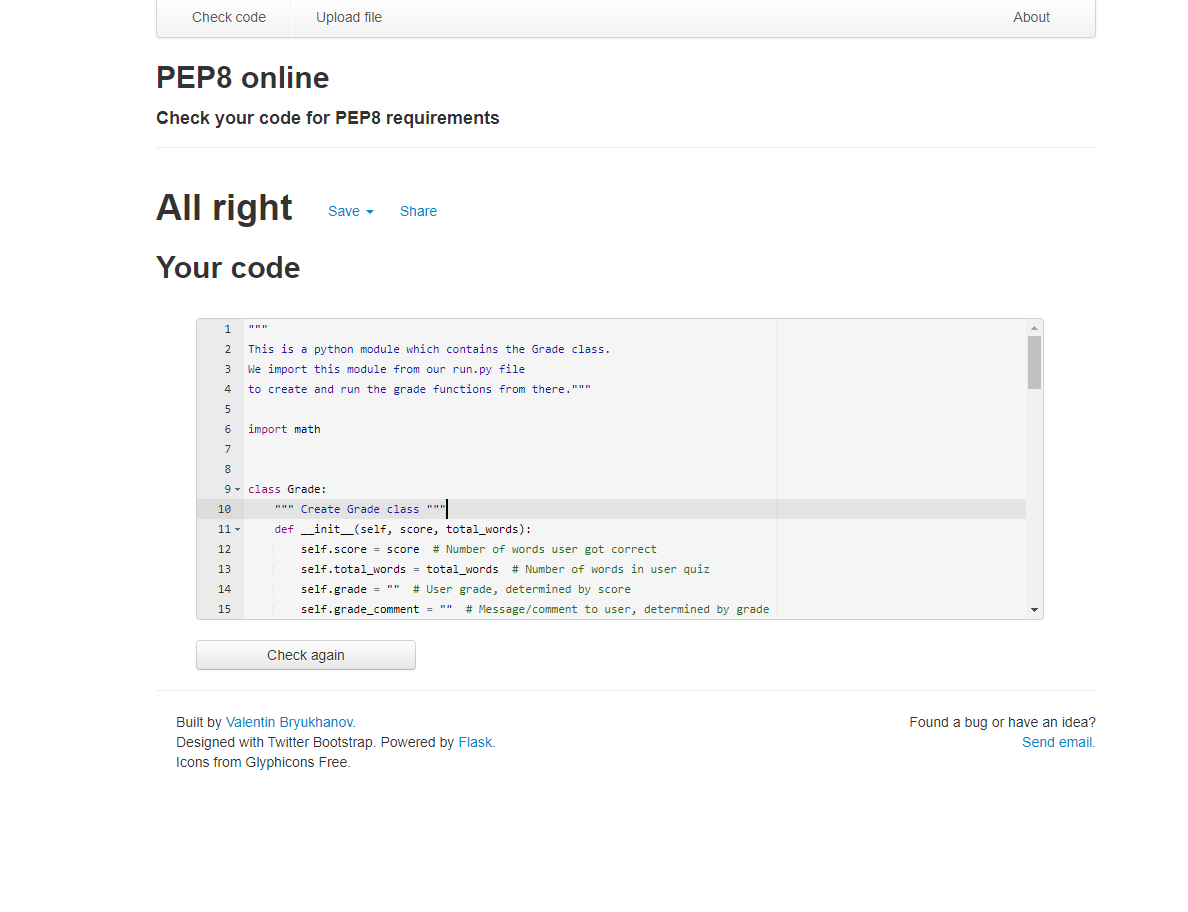 Check code Upload file About
PEP8 online
Check your code for PEP8 requirements
All right Save Share
Your code
1 """
2 This is a python module which contains the Grade class.
3 We import this module from our run.py file
4 to create and run the grade functions from there."""
5
6 import math
7
8
9 class Grade:
10 """ Create Grade class """
11 def __init__(self, score, total_words):
12 self.score = score # Number of words user got correct
13 self.total_words = total_words # Number of words in user quiz
14 self.grade = "" # User grade, determined by score
15 self.grade_comment = "" # Message/comment to user, determined by grade
Check again
Built by Valentin Bryukhanov. Found a bug or have an idea?
Designed with Twitter Bootstrap. Powered by Flask. Send email.
Icons from Glyphicons Free.